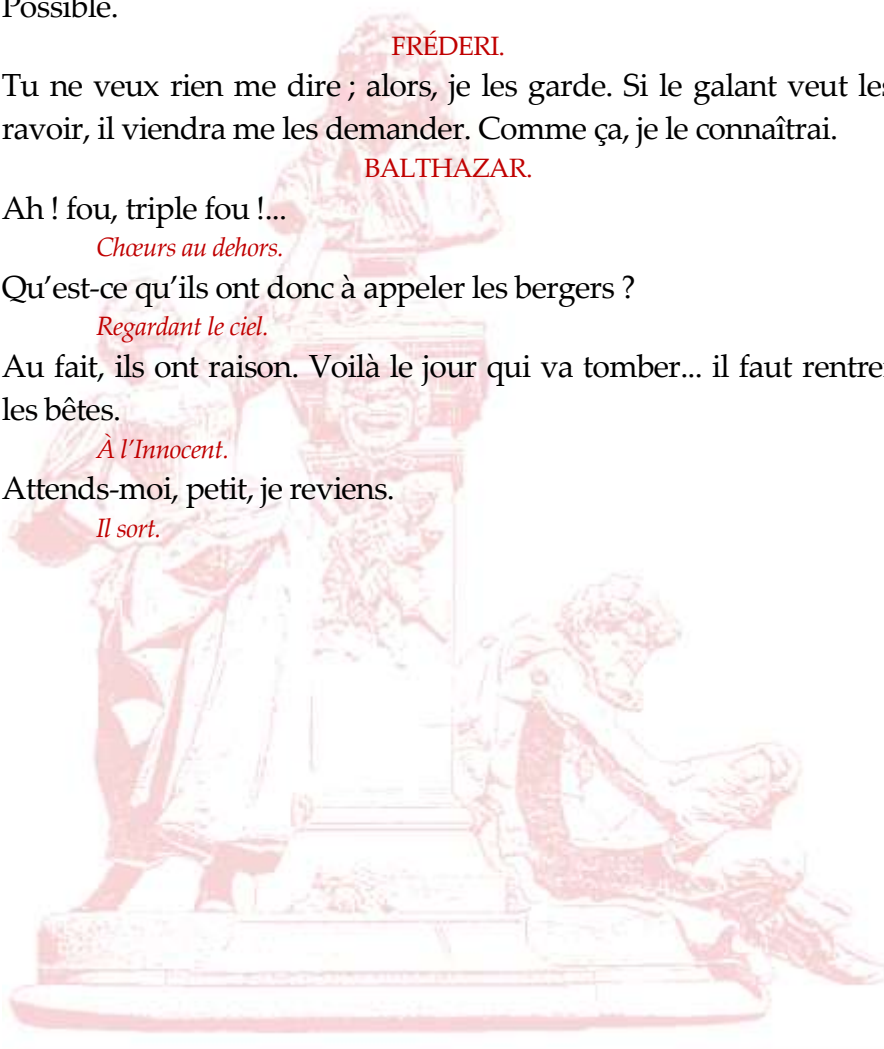 Possible.
FRÉDERI.
Tu ne veux rien me dire ; alors, je les garde. Si le galant veut les
ravoir, il viendra me les demander. Comme ça, je le connaîtrai.
BALTHAZAR.
Ah ! fou, triple fou !...
Chœurs au dehors.
Qu’est-ce qu’ils ont donc à appeler les bergers ?
Regardant le ciel.
Au fait, ils ont raison. Voilà le jour qui va tomber... il faut rentrer
les bêtes.
À l’Innocent.
Attends-moi, petit, je reviens.
Il sort.